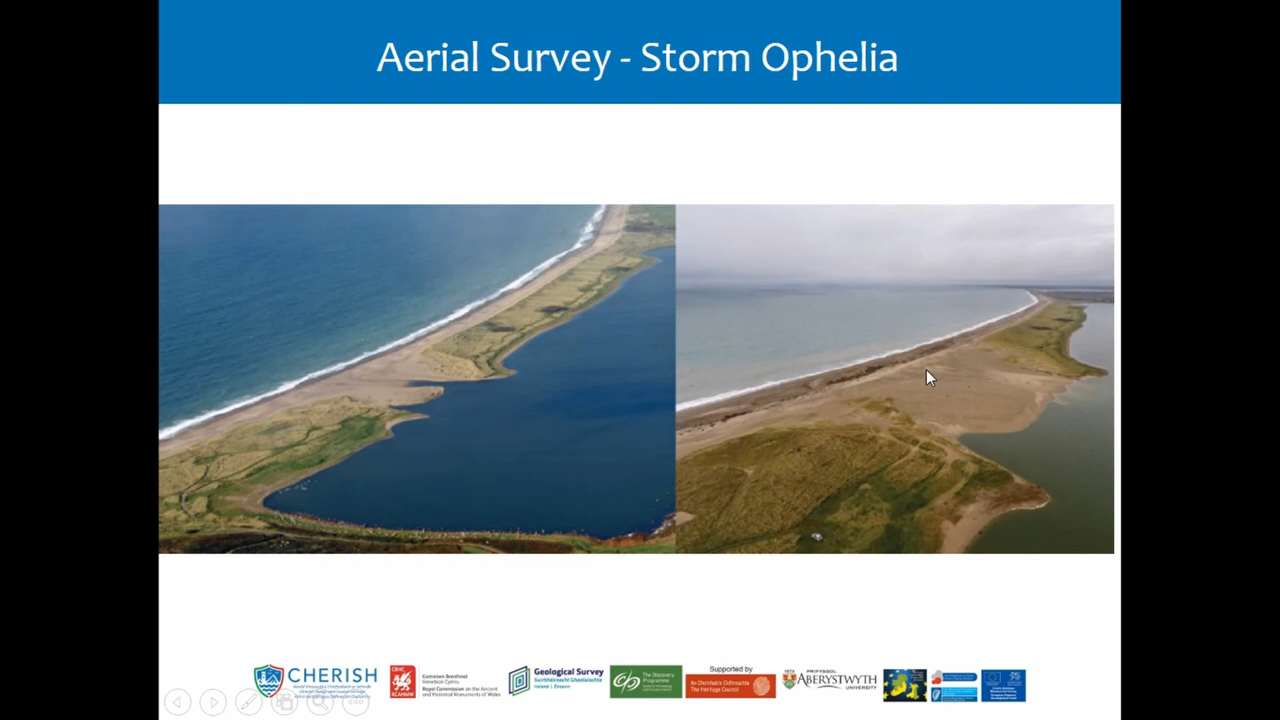 Aerial Survey - Storm Ophelia
Supported by
CHERISH
CBHC
RCAHMW
Comisiwn Brenhinol
Henebion Cymru
Royal Commission on the Ancient
and Historical Monuments of Wales
Geological Survey
Suirbhéireacht Gheolaíochta
Ireland | Éireann
The Discovery
Programme
An Chomhairle Oidhreachta
The Heritage Council
PRIFYSGOL
ABERYSTWYTH
UNIVERSITY